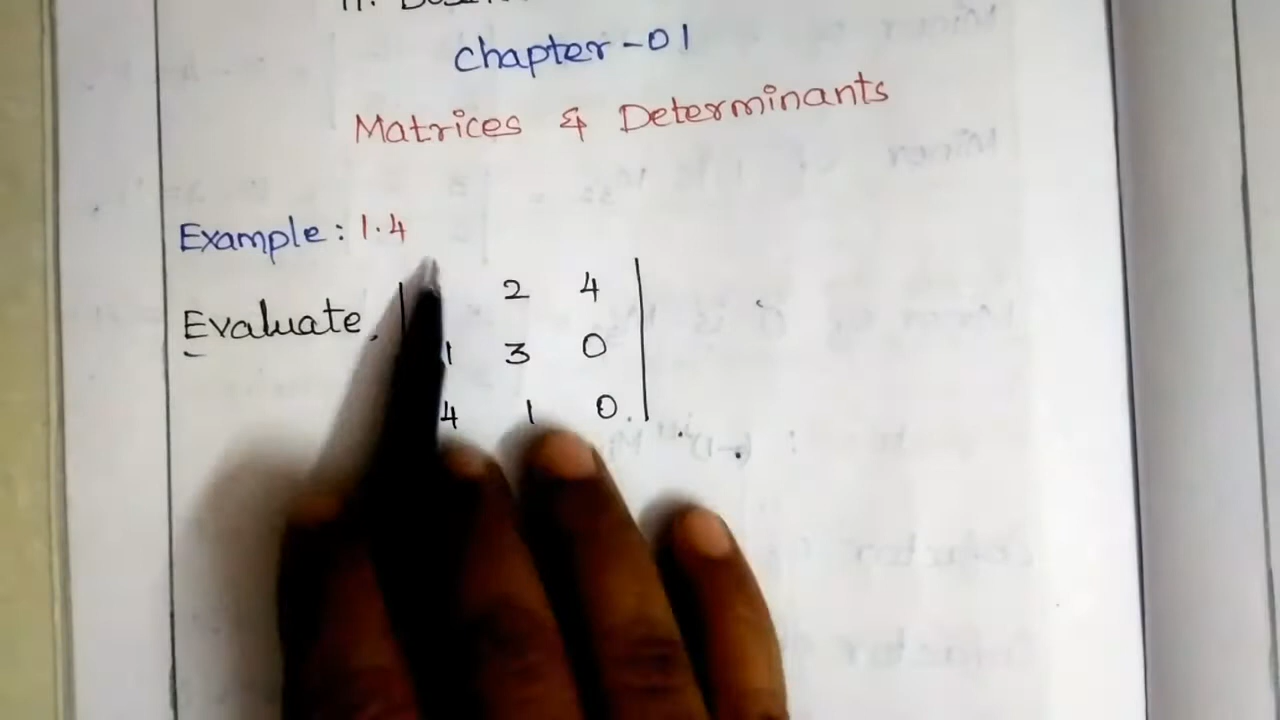 Chapter-01
Matrices & Determinants
Example: 1.4
Evaluate
2 4
1 3 0
4 1 0